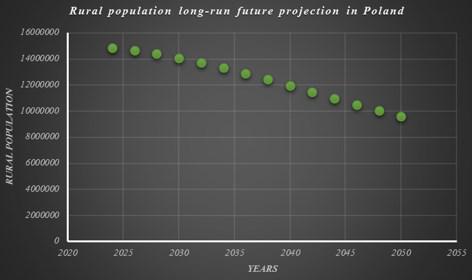 Rural population long-run future projection in Poland
16000000
14000000
12000000
10000000
8000000
6000000
4000000
2000000
0
RURAL POPULATION
2020 2025 2030 2035 2040 2045 2050 2055
YEARS